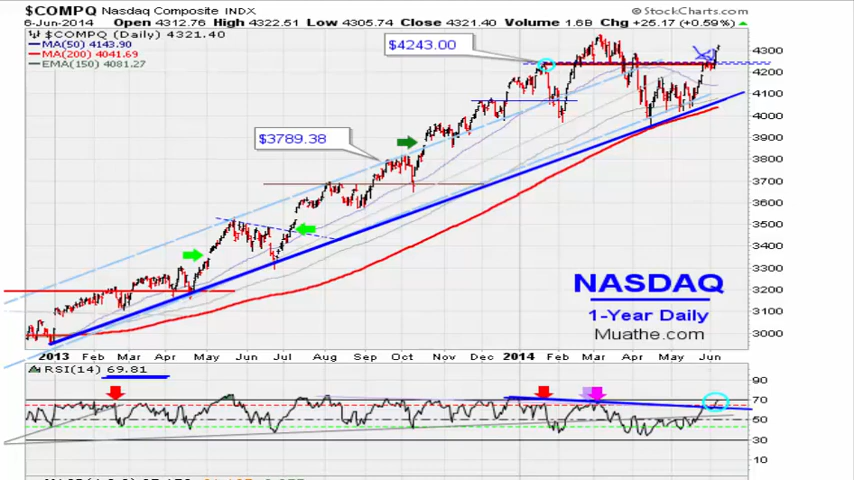 $COMPQ Nasdaq Composite INDX © StockCharts.com
6-Jun-2014 Open 4312.76 High 4322.51 Low 4305.74 Close 4321.40 Volume 1.6B Chg +25.17 (+0.59%)
$COMPQ (Daily) 4321.40
MA(50) 4143.90
MA(200) 4041.69
EMA(150) 4081.27
$4243.00
$3789.38
4300
4200
4100
4000
3900
3800
3700
3600
3500
3400
3300
3200
3100
3000
NASDAQ
1-Year Daily
Muathe.com
2013 Feb Mar Apr May Jun Jul Aug Sep Oct Nov Dec 2014 Feb Mar Apr May Jun
RSI(14) 69.81
90
70
50
30
10